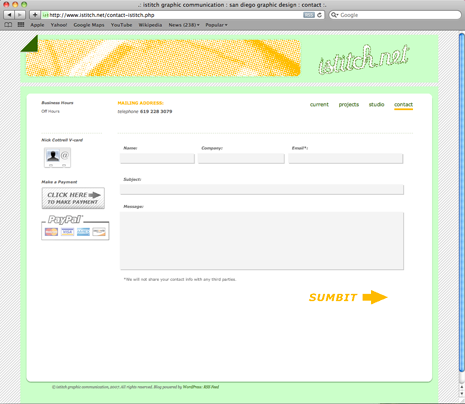 .: istitch graphic communication : san diego graphic design : contact :.
http://www.istitch.net/contact-istitch.php
RSS
Google
Apple Yahoo! Google Maps YouTube Wikipedia News (238) Popular
istitch.net
Business Hours
Off Hours
MAILING ADDRESS:
telephone 619 228 3079
current projects studio contact
Nick Cottrell V-card
Name: Company: Email*:
Make a Payment
Subject:
CLICK HERE
TO MAKE PAYMENT
PayPal
Message:
*We will not share your contact info with any third parties.
SUMBIT
© istitch graphic communication, 2007. All rights reserved. Blog powered by WordPress. RSS Feed